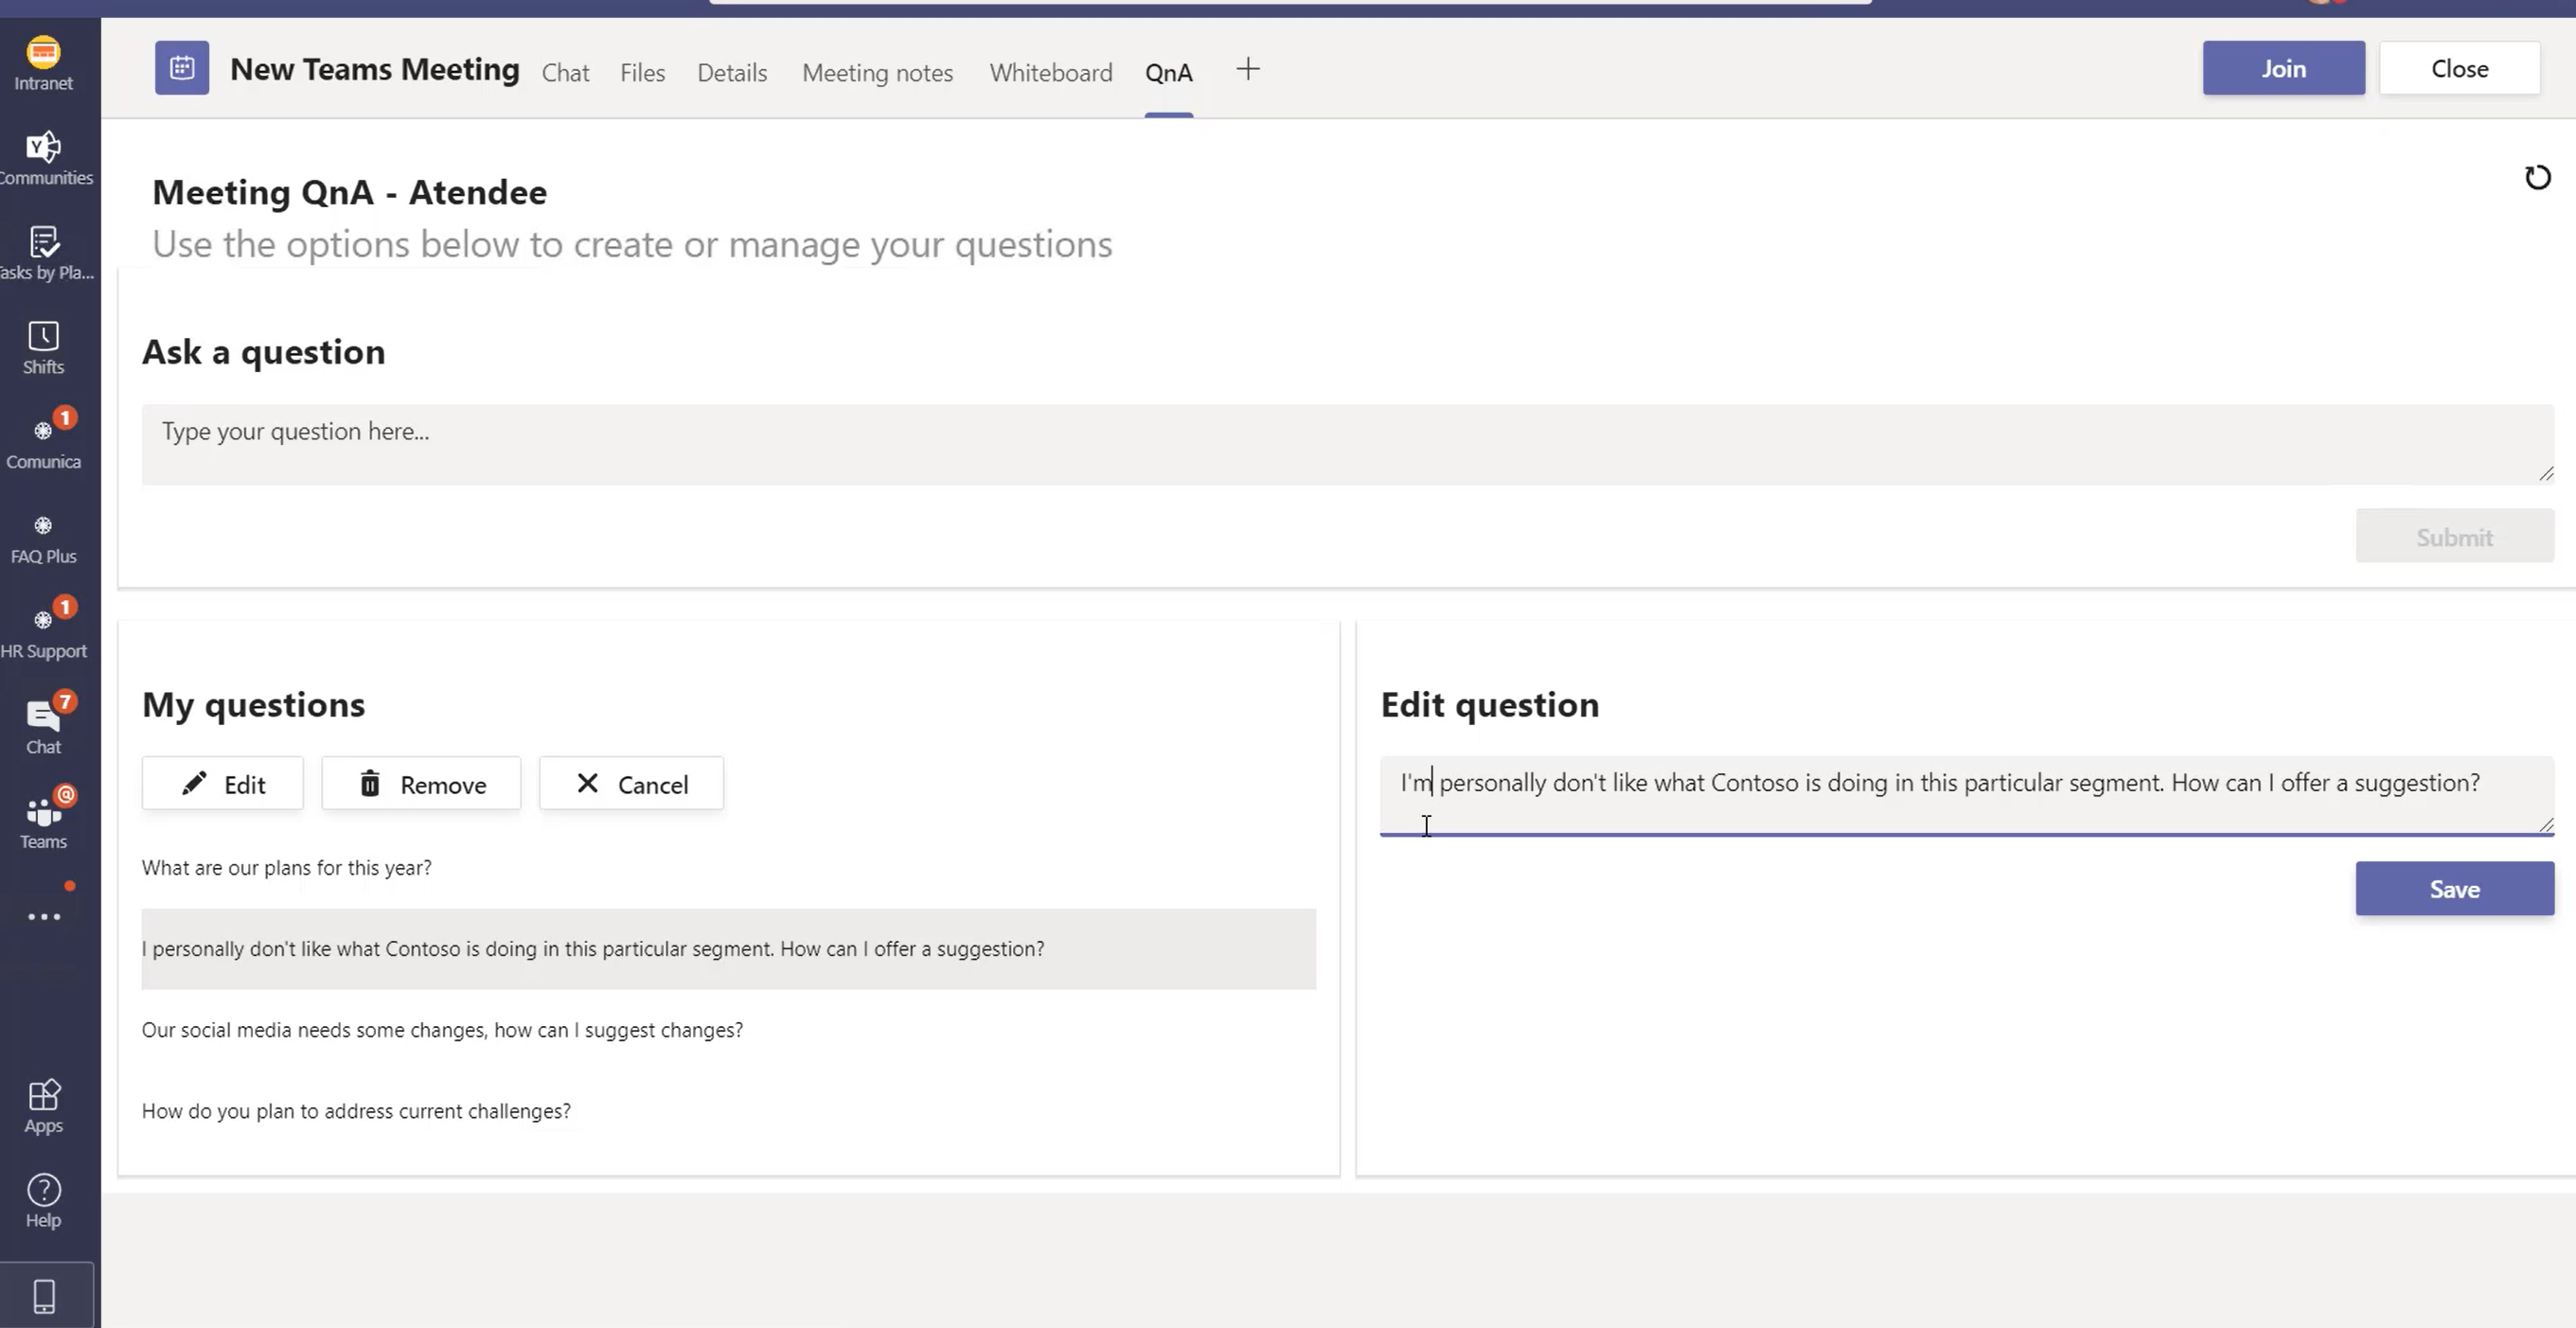 Intranet
Communities
Tasks by Pla...
Shifts
1
Comunica
FAQ Plus
1
HR Support
7
Chat
@
Teams
...
Apps
Help
New Teams Meeting Chat Files Details Meeting notes Whiteboard QnA + Join Close
Meeting QnA - Atendee
Use the options below to create or manage your questions
Ask a question
Type your question here...
Submit
My questions
Edit Remove Cancel
What are our plans for this year?
I personally don't like what Contoso is doing in this particular segment. How can I offer a suggestion?
Our social media needs some changes, how can I suggest changes?
How do you plan to address current challenges?
Edit question
I'm personally don't like what Contoso is doing in this particular segment. How can I offer a suggestion?
Save